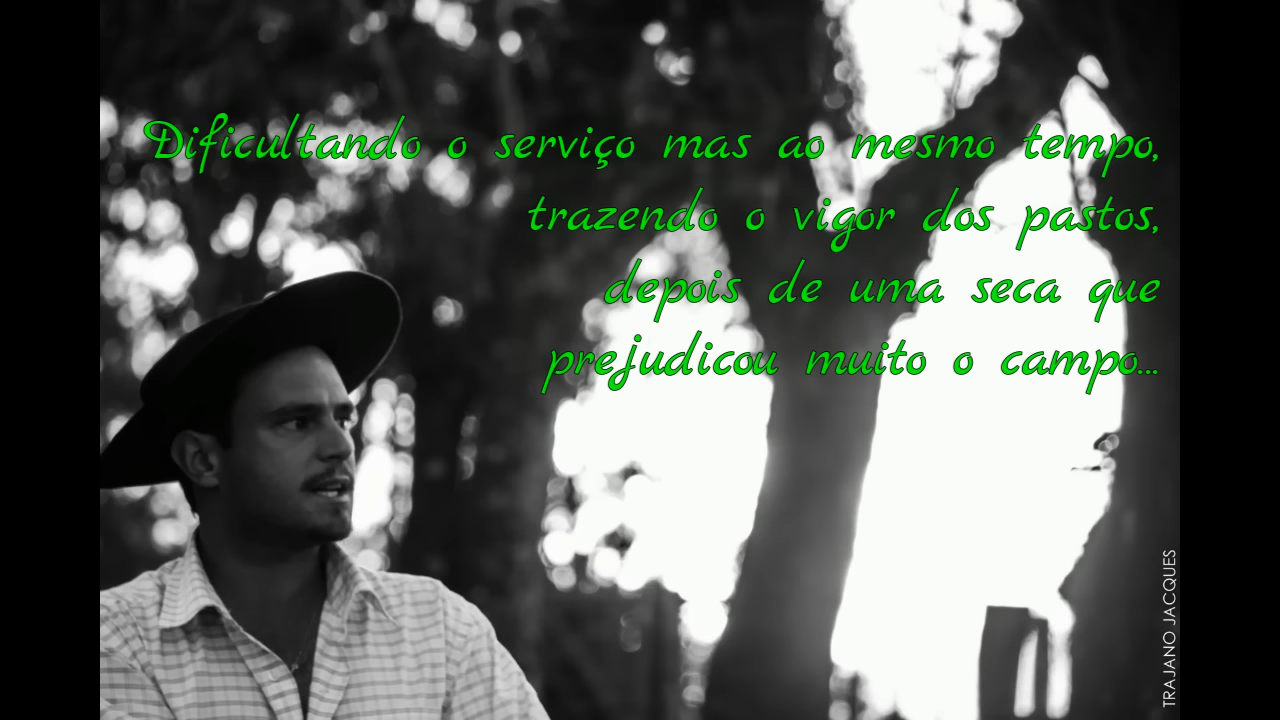 Dificultando o serviço mas ao mesmo tempo,
trazendo o vigor dos pastos,
depois de uma seca que
prejudicou muito o campo...
TRAJANO JACQUES